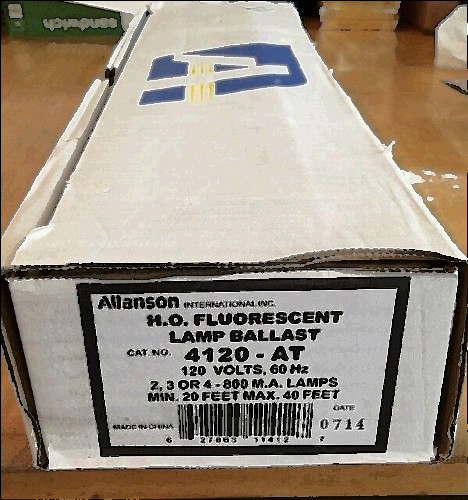 sandwich
Allanson INTERNATIONAL INC.
H.O. FLUORESCENT
LAMP BALLAST
CAT. NO. 4120 - AT
120 VOLTS, 60 Hz
2, 3 OR 4 - 800 M.A. LAMPS
MIN. 20 FEET MAX. 40 FEET
DATE
MADE IN CHINA
0714